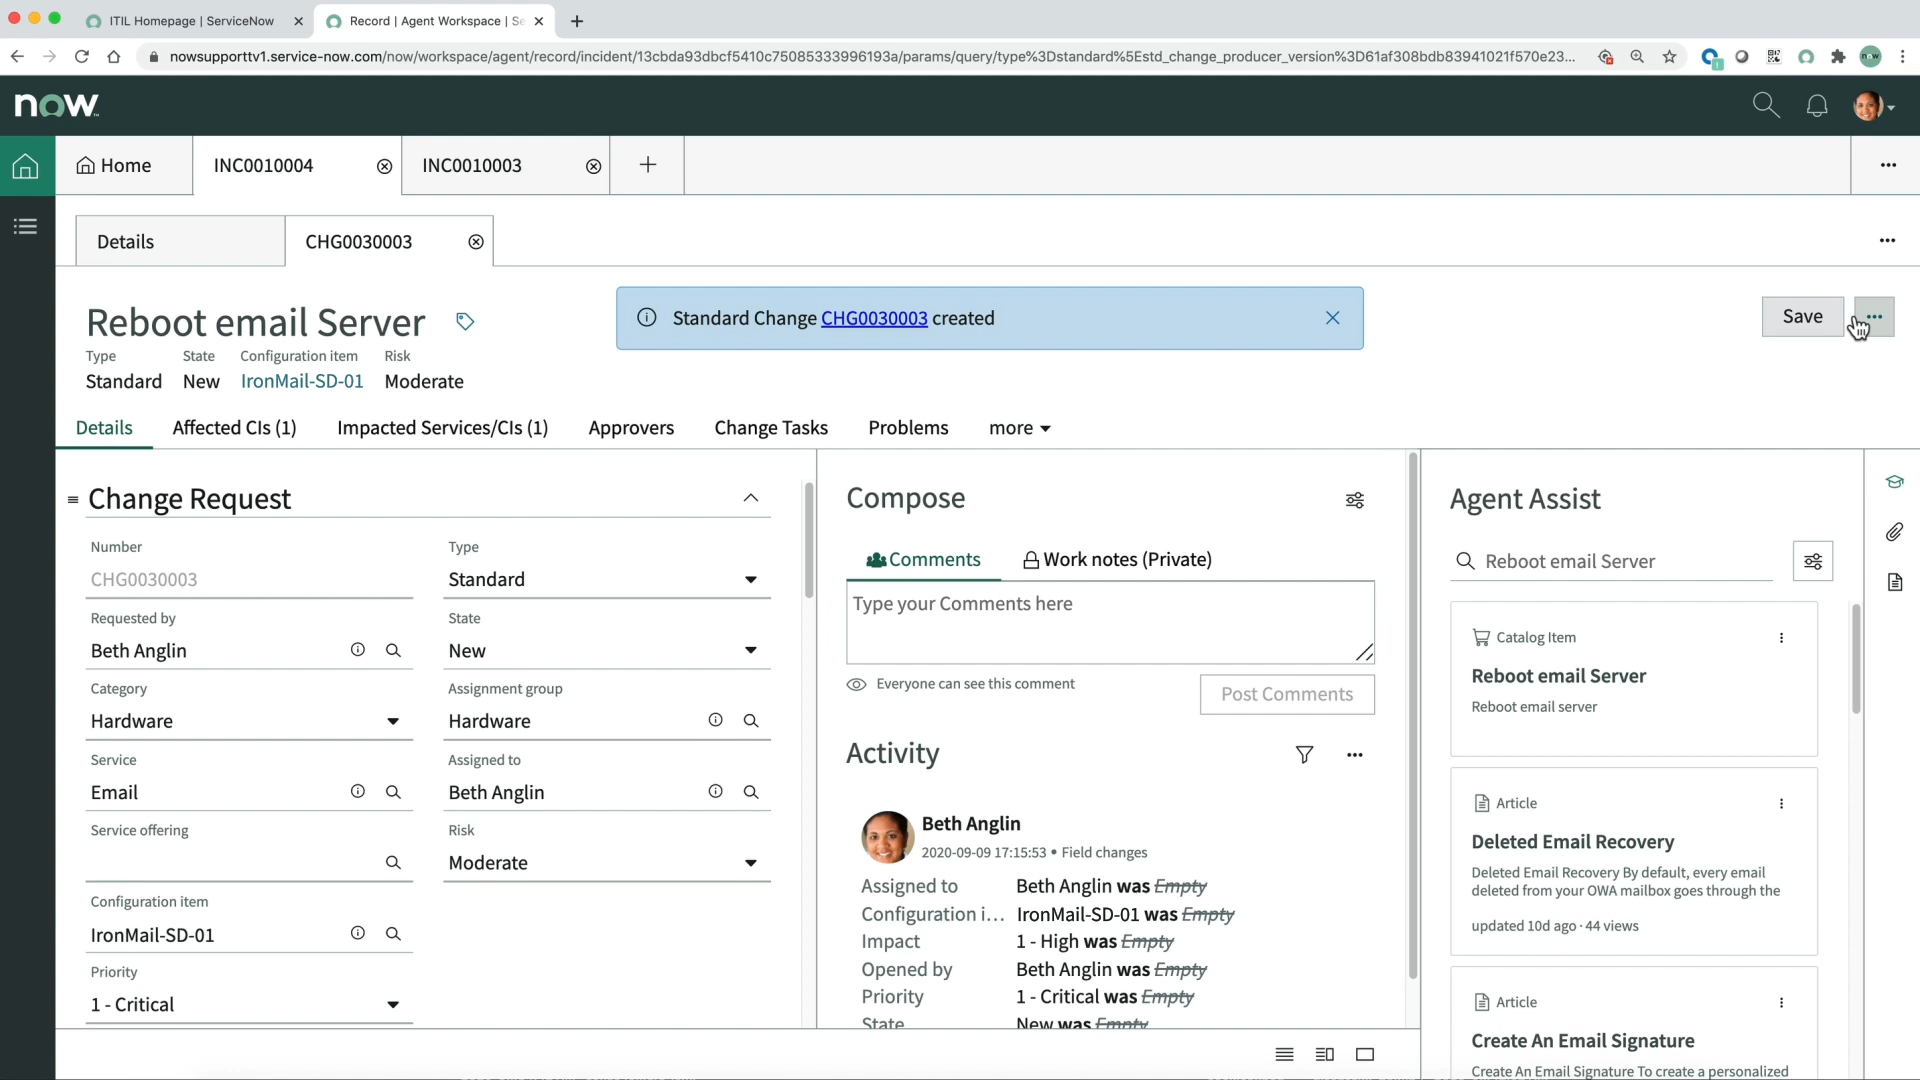 ITIL Homepage | ServiceNow
Record | Agent Workspace | Se
nowsupporttv1.service-now.com/now/workspace/agent/record/incident/13cbda93dbcf5410c75085333996193a/params/query/type%3Dstandard%5Estd_change_producer_version%3D61af308bdb83941021f570e23...
now
Home
INC0010004
INC0010003
Details
CHG0030003
Reboot email Server
Standard Change CHG0030003 created
Save
Type State Configuration item Risk
Standard New IronMail-SD-01 Moderate
Details Affected CIs (1) Impacted Services/CIs (1) Approvers Change Tasks Problems more
Change Request
Number
CHG0030003
Type
Standard
Requested by
Beth Anglin
State
New
Category
Hardware
Assignment group
Hardware
Service
Email
Assigned to
Beth Anglin
Service offering
Risk
Moderate
Configuration item
IronMail-SD-01
Priority
1 - Critical
Compose
Comments
Work notes (Private)
Type your Comments here
Everyone can see this comment
Post Comments
Activity
Beth Anglin
2020-09-09 17:15:53 • Field changes
Assigned to Beth Anglin was Empty
Configuration i... IronMail-SD-01 was Empty
Impact 1 - High was Empty
Opened by Beth Anglin was Empty
Priority 1 - Critical was Empty
State New was Empty
Agent Assist
Reboot email Server
Catalog Item
Reboot email Server
Reboot email server
Article
Deleted Email Recovery
Deleted Email Recovery By default, every email
deleted from your OWA mailbox goes through the
updated 10d ago · 44 views
Article
Create An Email Signature
Create An Email Signature To create a personalized